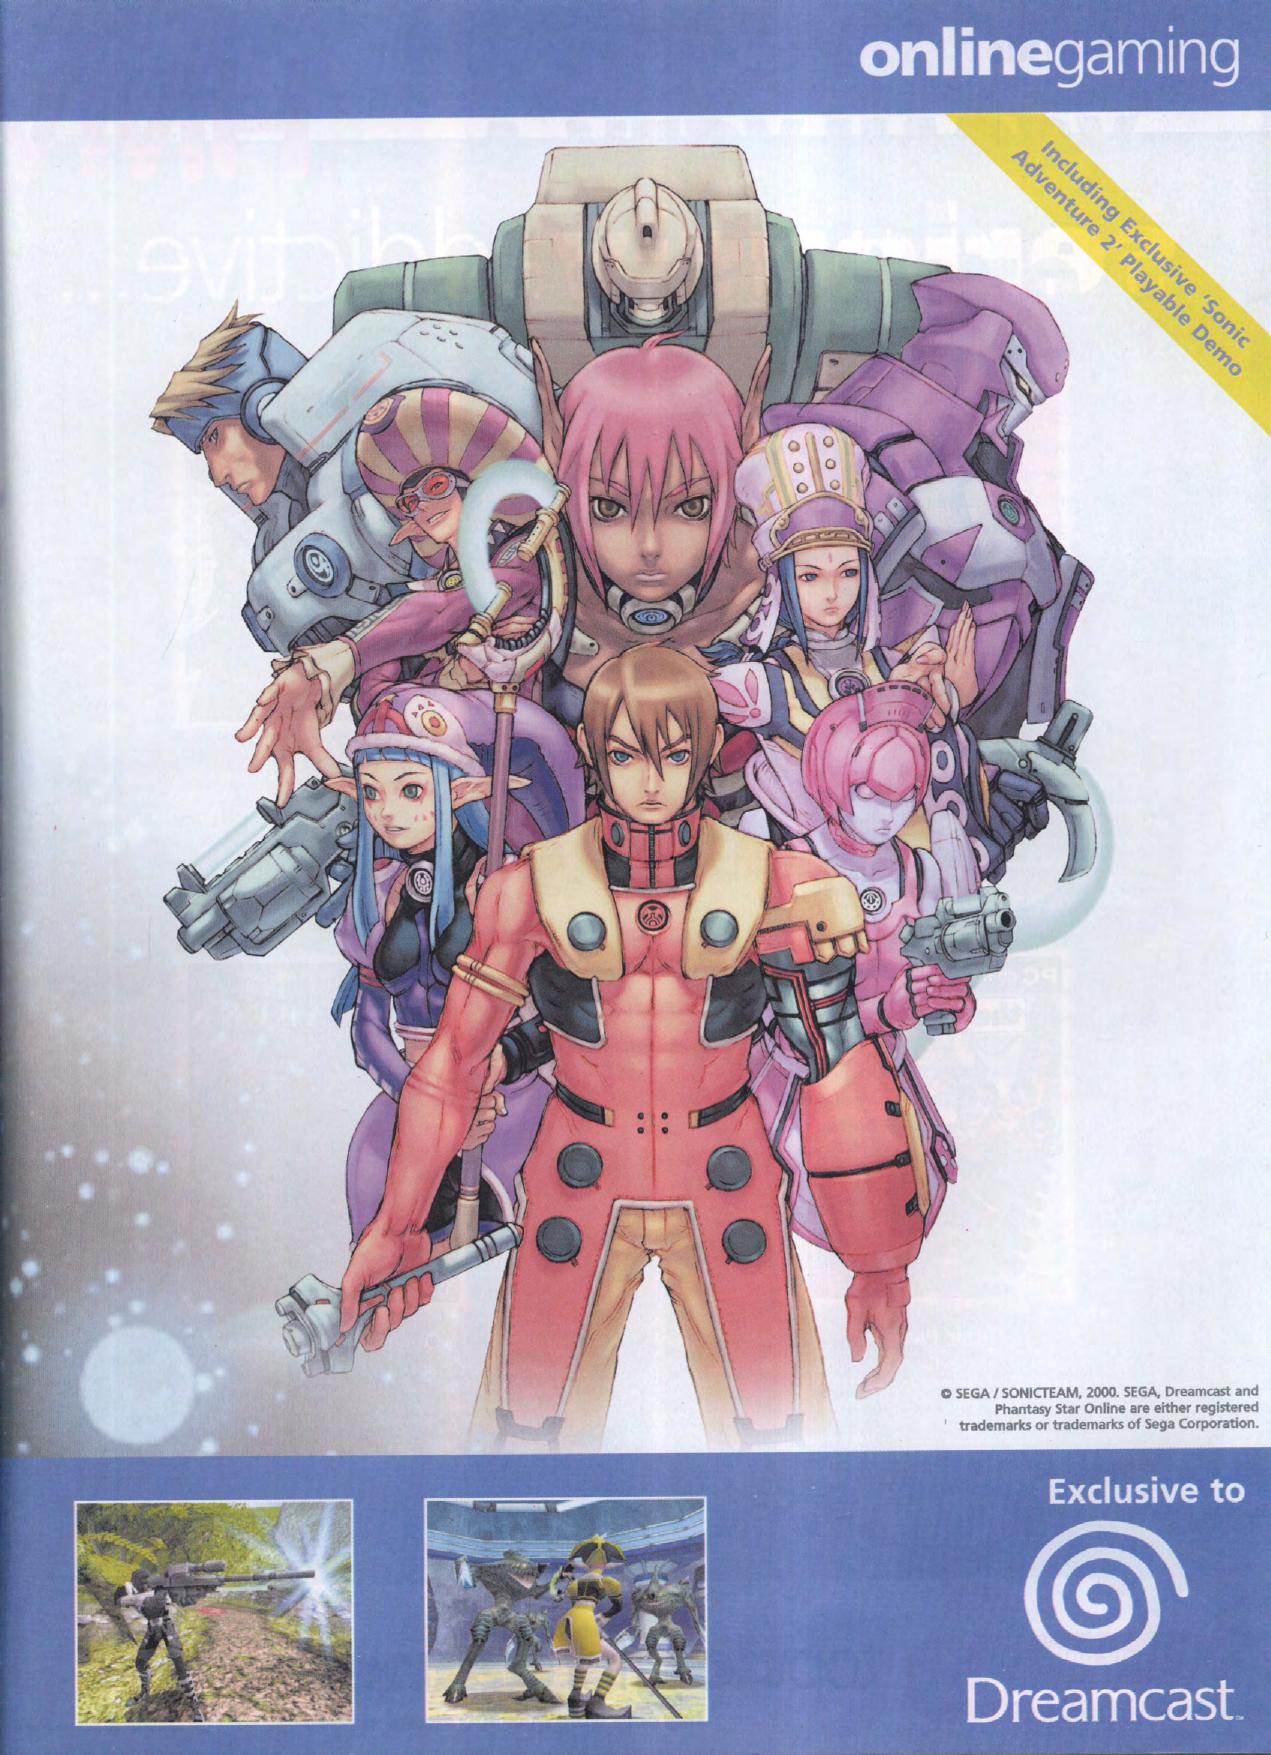 onlinegaming
Including Exclusive 'Sonic
Adventure 2' Playable Demo
© SEGA / SONICTEAM, 2000. SEGA, Dreamcast and
Phantasy Star Online are either registered
trademarks or trademarks of Sega Corporation.
Exclusive to
Dreamcast™